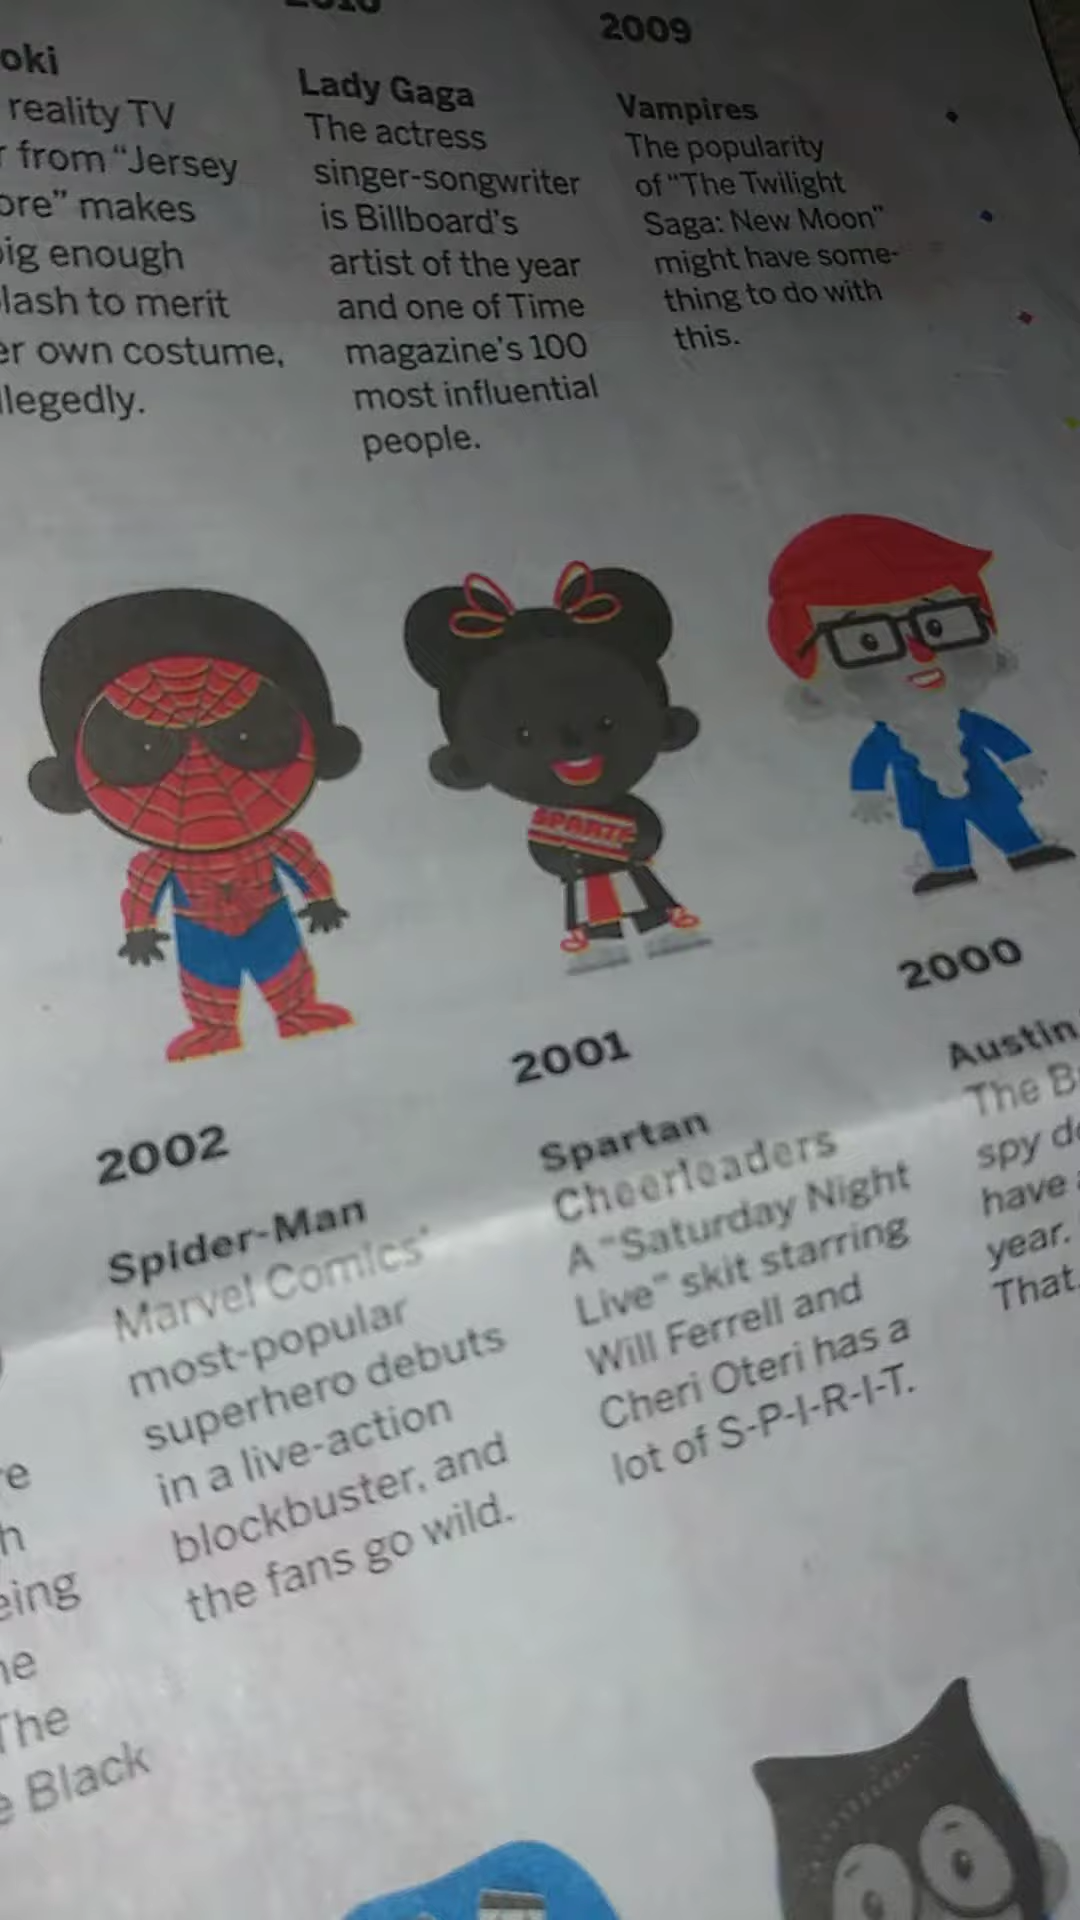 oki
reality TV
from “Jersey
ore” makes
ig enough
lash to merit
er own costume,
llegedly.
2010
Lady Gaga
The actress
singer-songwriter
is Billboard's
artist of the year
and one of Time
magazine's 100
most influential
people.
2009
Vampires
The popularity
of “The Twilight
Saga: New Moon”
might have some-
thing to do with
this.
e
h
eing
he
The
e Black
2002
Spider-Man
Marvel Comics'
most-popular
superhero debuts
in a live-action
blockbuster, and
the fans go wild.
SPARTA
2001
Spartan
Cheerleaders
A “Saturday Night
Live” skit starring
Will Ferrell and
Cheri Oteri has a
lot of S-P-I-R-I-T.
2000
Austin
The B
spy d
have
year.
That